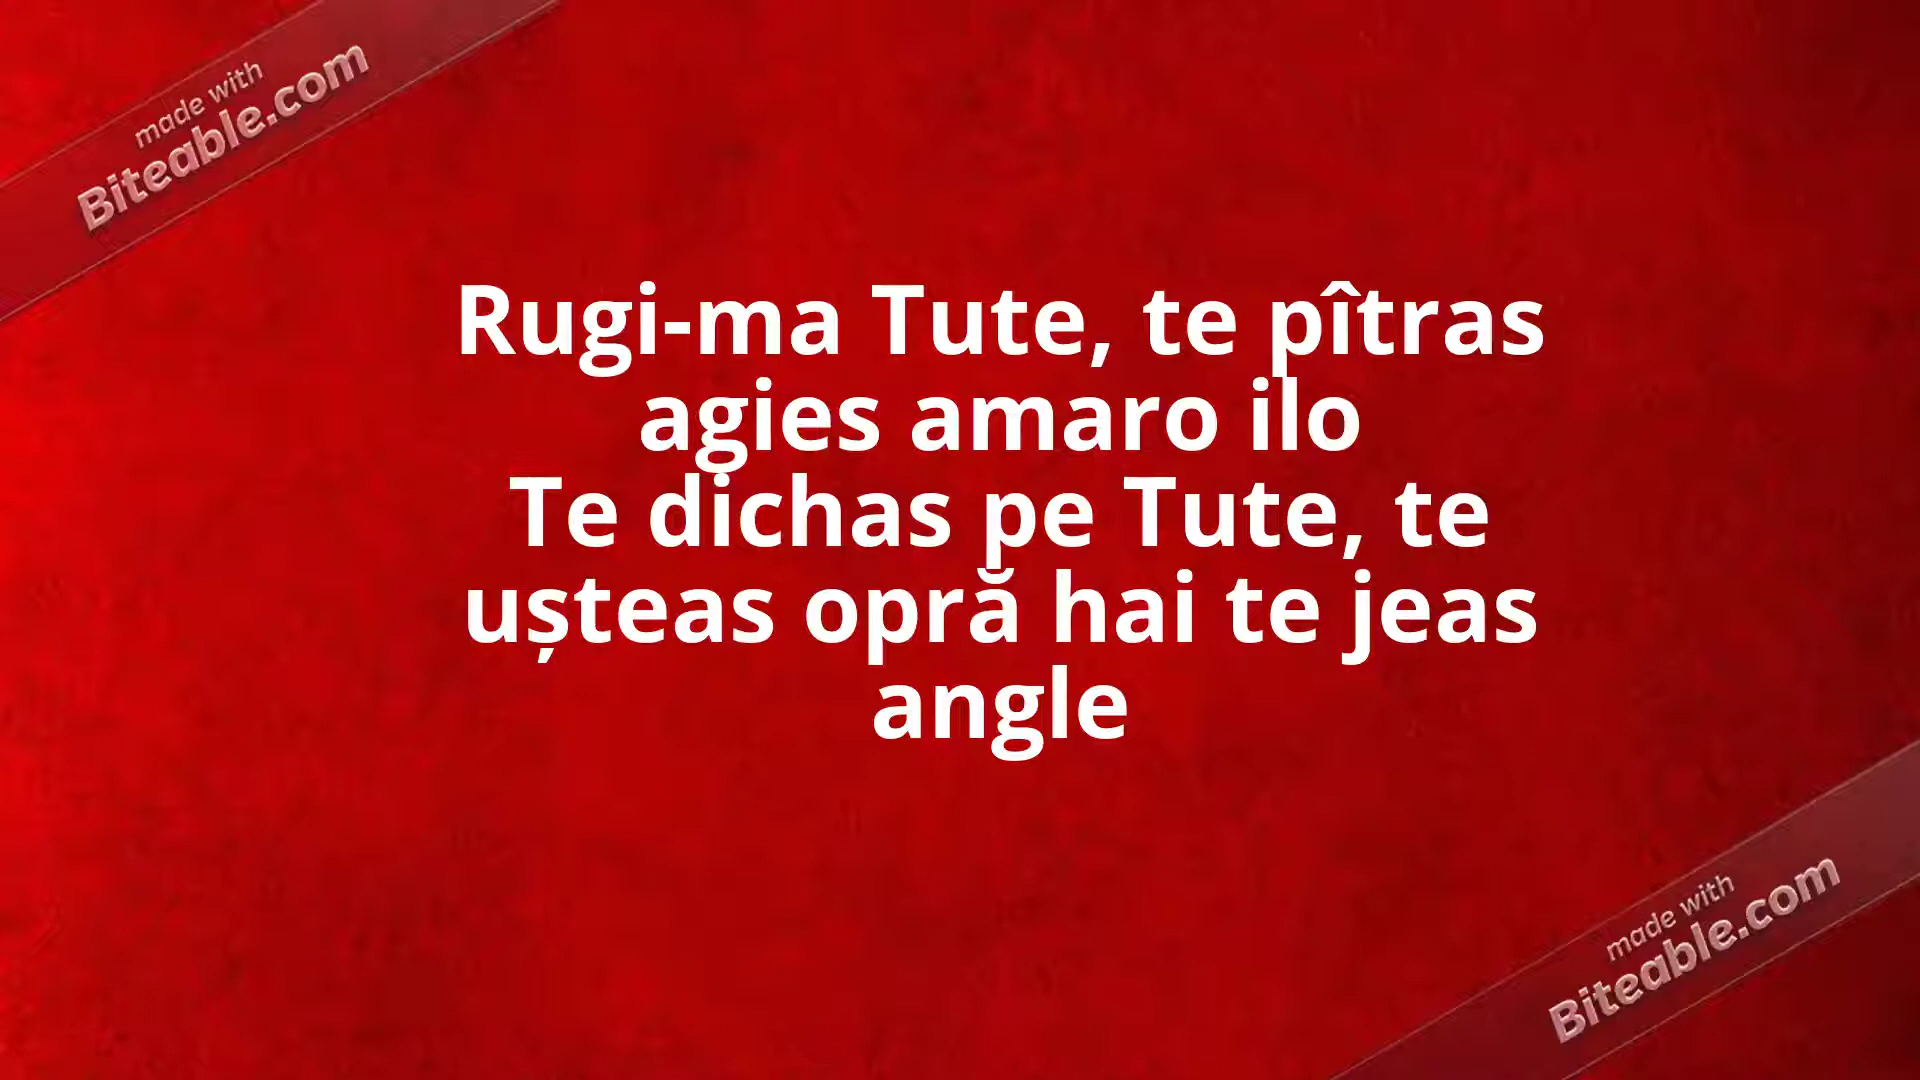 made with
Biteable.com
Rugi-ma Tute, te pîtras
agies amaro ilo
Te dichas pe Tute, te
ușteas opră hai te jeas
angle
made with
Biteable.com